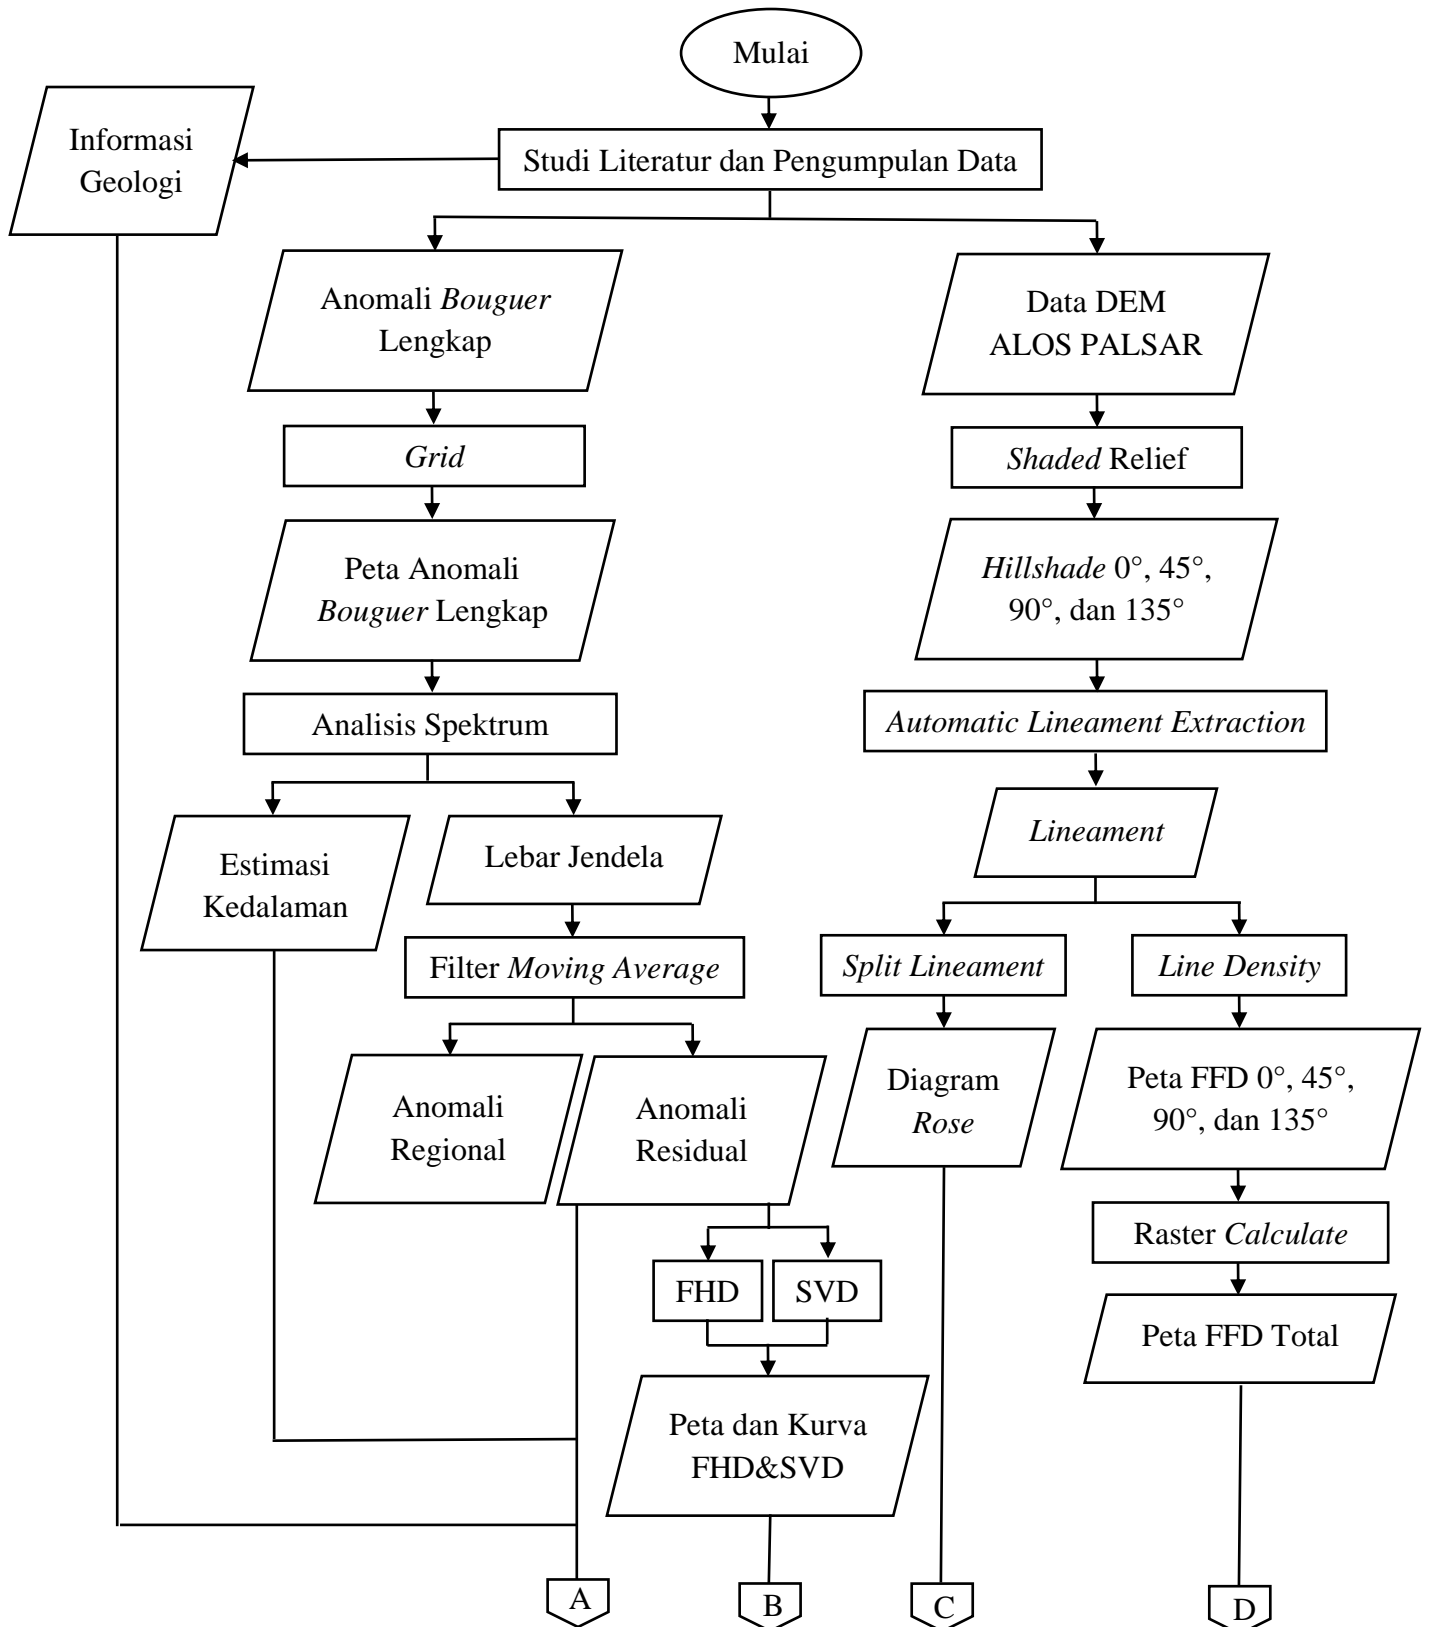 Mulai
Informasi
Geologi
Studi Literatur dan Pengumpulan Data
Anomali Bouguer
Lengkap
Data DEM
ALOS PALSAR
Grid
Shaded Relief
Peta Anomali
Bouguer Lengkap
Hillshade 0°, 45°,
90°, dan 135°
Analisis Spektrum
Automatic Lineament Extraction
Estimasi
Kedalaman
Lebar Jendela
Lineament
Filter Moving Average
Split Lineament
Line Density
Anomali
Regional
Anomali
Residual
Diagram
Rose
Peta FFD 0°, 45°,
90°, dan 135°
FHD
SVD
Raster Calculate
Peta FFD Total
Peta dan Kurva
FHD&SVD
A
B
C
D